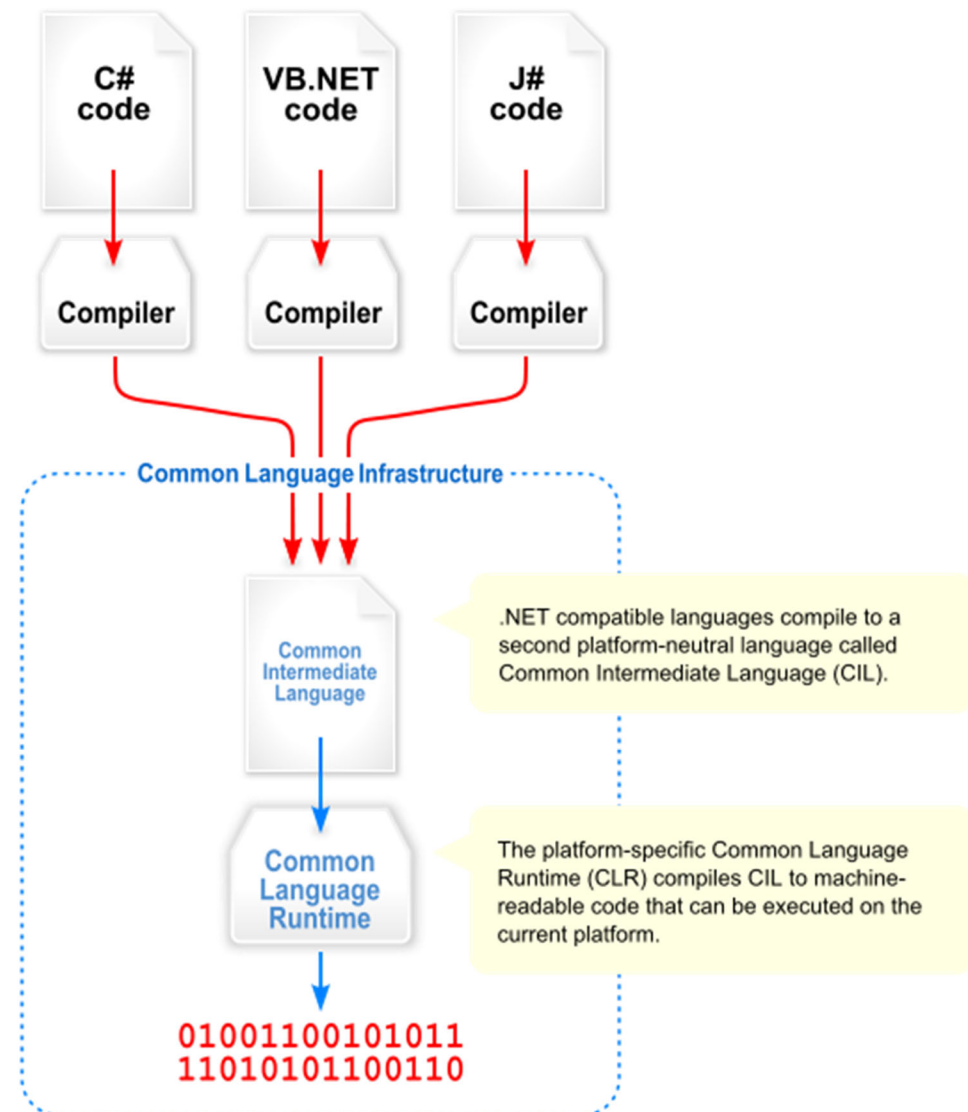 C#
code
VB.NET
code
J#
code
Compiler
Compiler
Compiler
Common Language Infrastructure
Common
Intermediate
Language
.NET compatible languages compile to a
second platform-neutral language called
Common Intermediate Language (CIL).
Common
Language
Runtime
The platform-specific Common Language
Runtime (CLR) compiles CIL to machine-
readable code that can be executed on the
current platform.
01001100101011
11010101100110